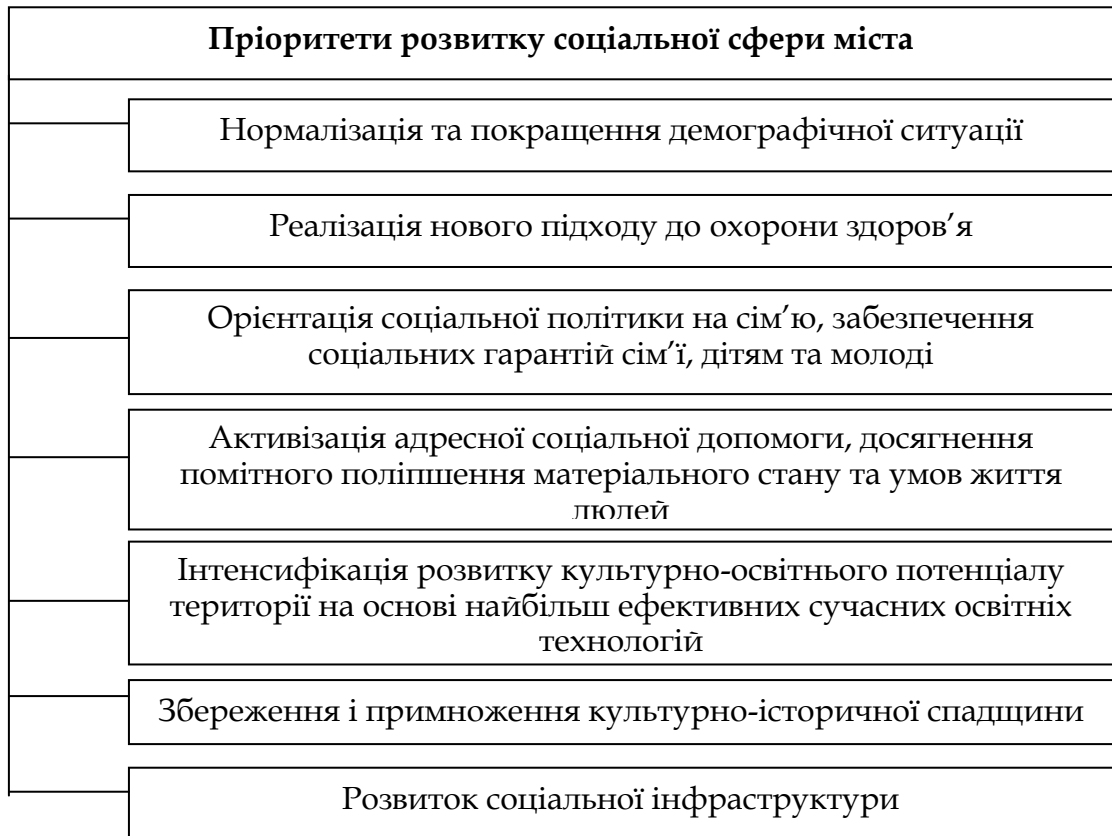 Пріоритети розвитку соціальної сфери міста
Нормалізація та покращення демографічної ситуації
Реалізація нового підходу до охорони здоров’я
Орієнтація соціальної політики на сім’ю, забезпечення
соціальних гарантій сім’ї, дітям та молоді
Активізація адресної соціальної допомоги, досягнення
помітного поліпшення матеріального стану та умов життя
людей
Інтенсифікація розвитку культурно-освітнього потенціалу
території на основі найбільш ефективних сучасних освітніх
технологій
Збереження і примноження культурно-історичної спадщини
Розвиток соціальної інфраструктури